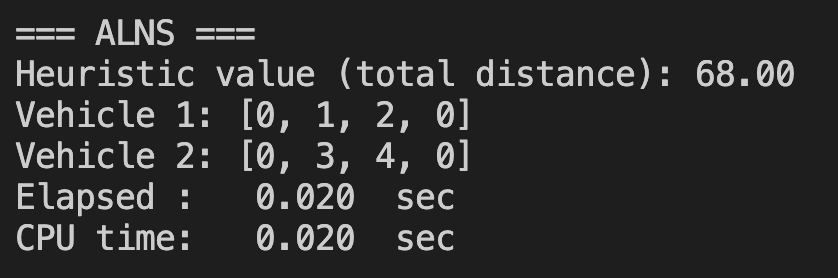 === ALNS ===
Heuristic value (total distance): 68.00
Vehicle 1: [0, 1, 2, 0]
Vehicle 2: [0, 3, 4, 0]
Elapsed :   0.020  sec
CPU time:   0.020  sec